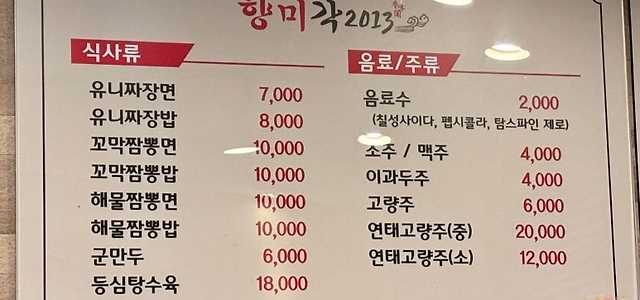 향미각2013
식사류
유니짜장면 7,000
유니짜장밥 8,000
꼬막짬뽕면 10,000
꼬막짬뽕밥 10,000
해물짬뽕면 10,000
해물짬뽕밥 10,000
군만두 6,000
등심탕수육 18,000
음료/주류
음료수 2,000
(칠성사이다, 펩시콜라, 탐스파인 제로)
소주 / 맥주 4,000
이과두주 4,000
고량주 6,000
연태고량주(중) 20,000
연태고량주(소) 12,000